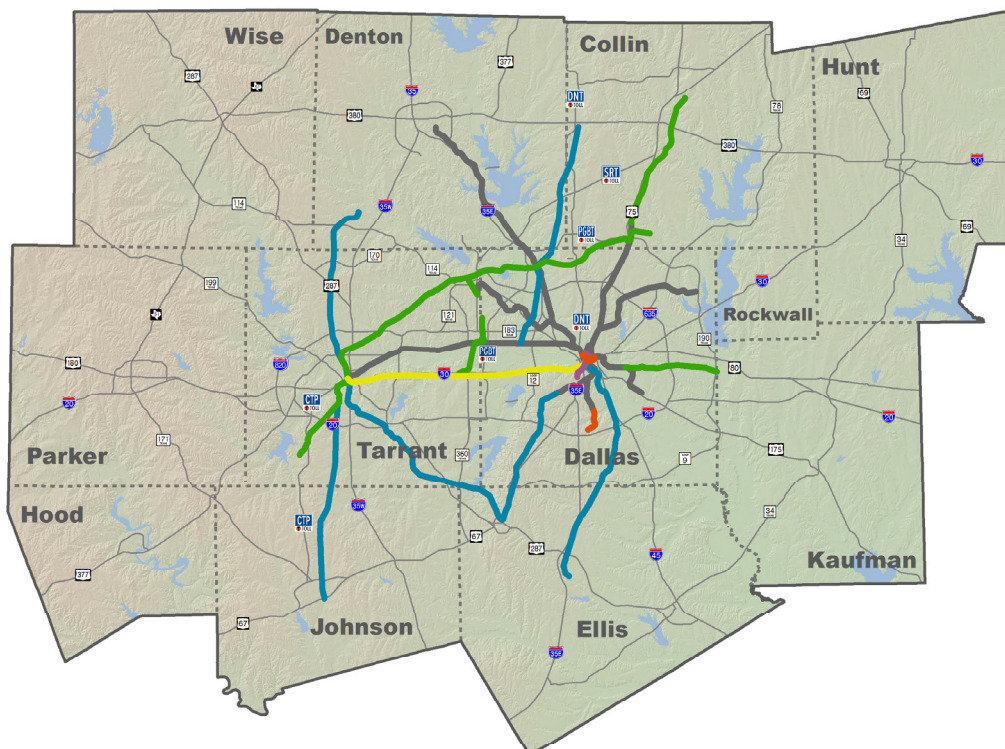 Wise
Denton
Collin
Hunt
377
287
35
DNT
TOLL
69
78
380
380
30
SRT
TOLL
114
35W
35E
75
69
34
PGBT
TOLL
170
114
287
199
30
121
183
DNT
TOLL
635
190
Rockwall
180
820
PGBT
TOLL
30
12
80
20
CTP
TOLL
35E
20
20
171
Parker
Tarrant
360
Dallas
9
175
Hood
35W
CTP
TOLL
34
67
287
45
Kaufman
377
67
Johnson
Ellis
35E